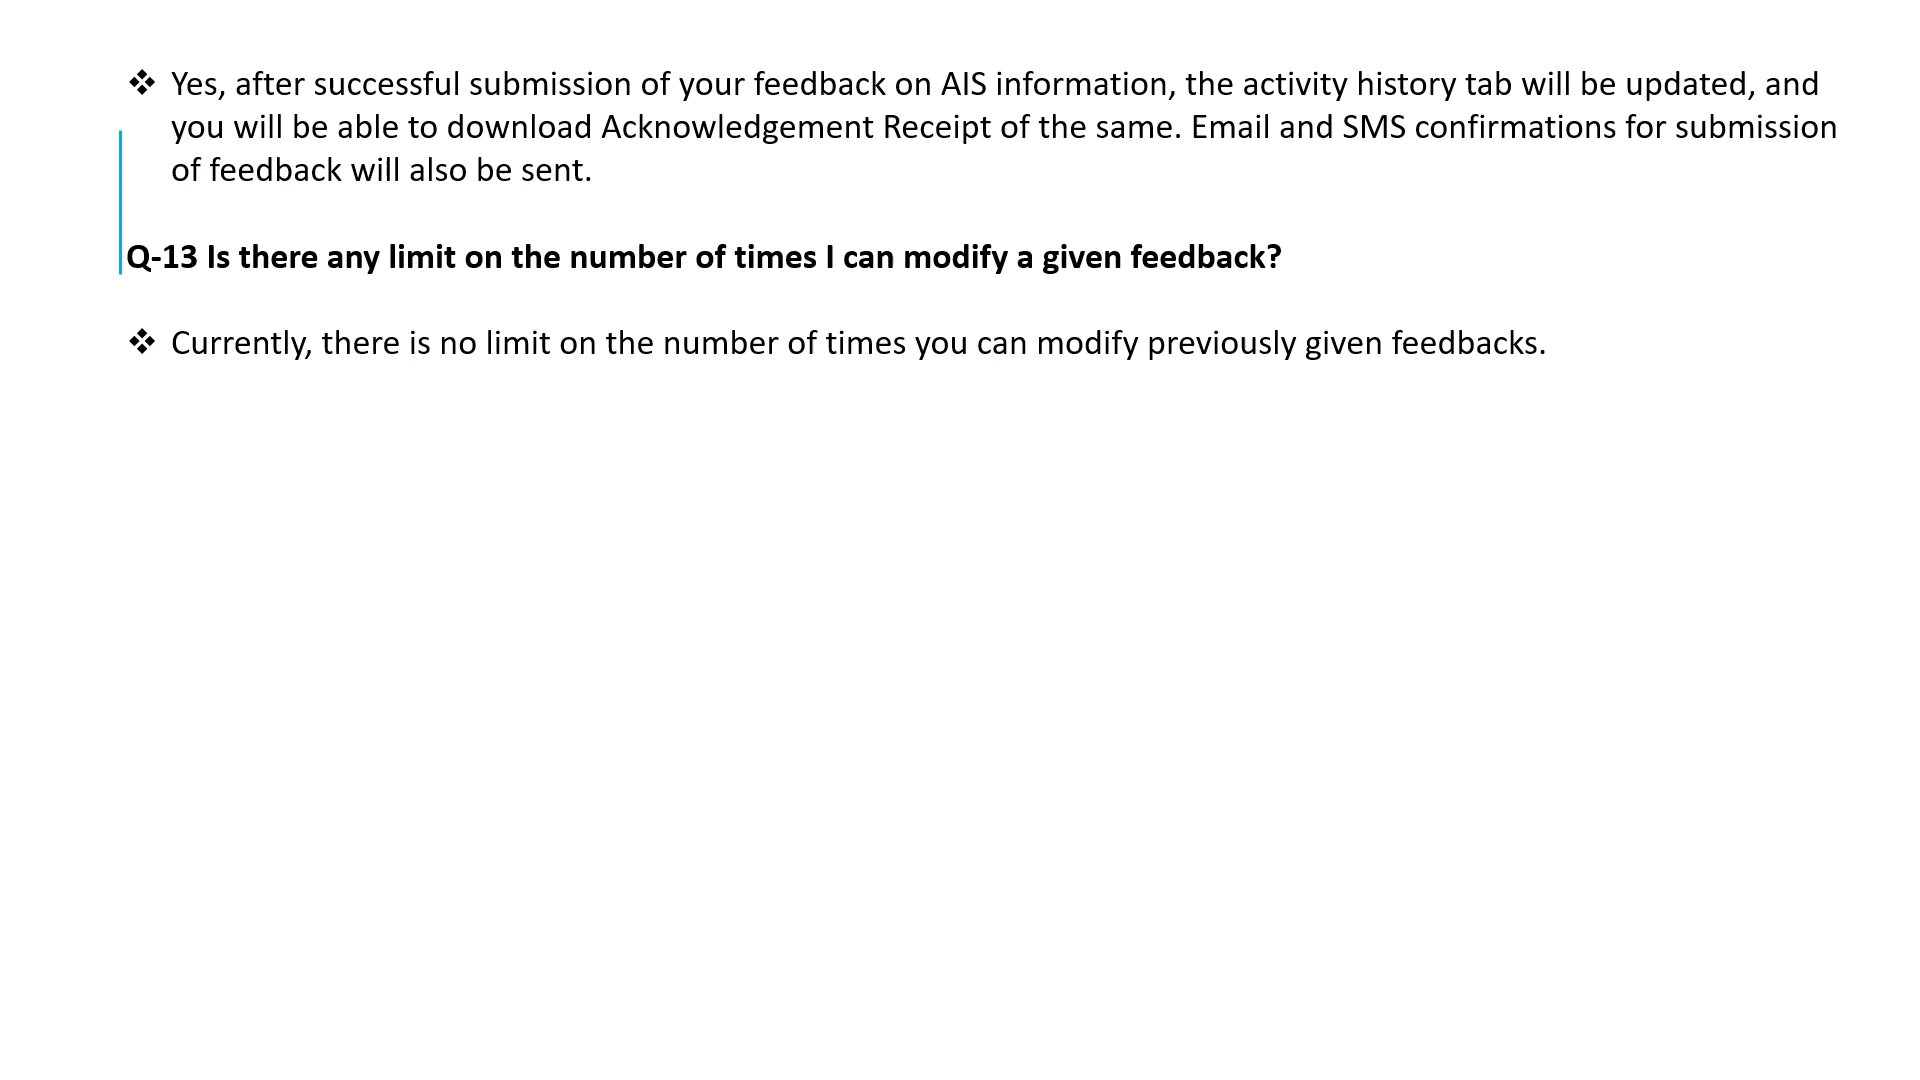 ❖ Yes, after successful submission of your feedback on AIS information, the activity history tab will be updated, and
you will be able to download Acknowledgement Receipt of the same. Email and SMS confirmations for submission
of feedback will also be sent.
Q-13 Is there any limit on the number of times I can modify a given feedback?
❖ Currently, there is no limit on the number of times you can modify previously given feedbacks.